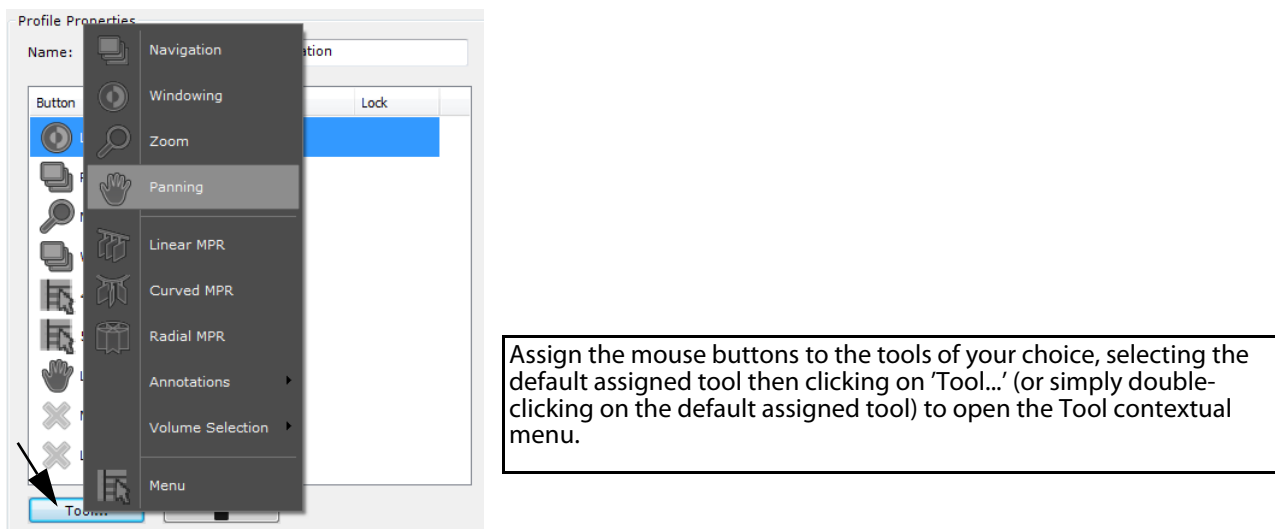 Profile Properties
Name:
Navigation
ation
Button
Windowing
Lock
Zoom
Panning
Linear MPR
Curved MPR
Radial MPR
Annotations
Volume Selection
Menu
Tool...
Assign the mouse buttons to the tools of your choice, selecting the
default assigned tool then clicking on ’Tool...’ (or simply double-
clicking on the default assigned tool) to open the Tool contextual
menu.